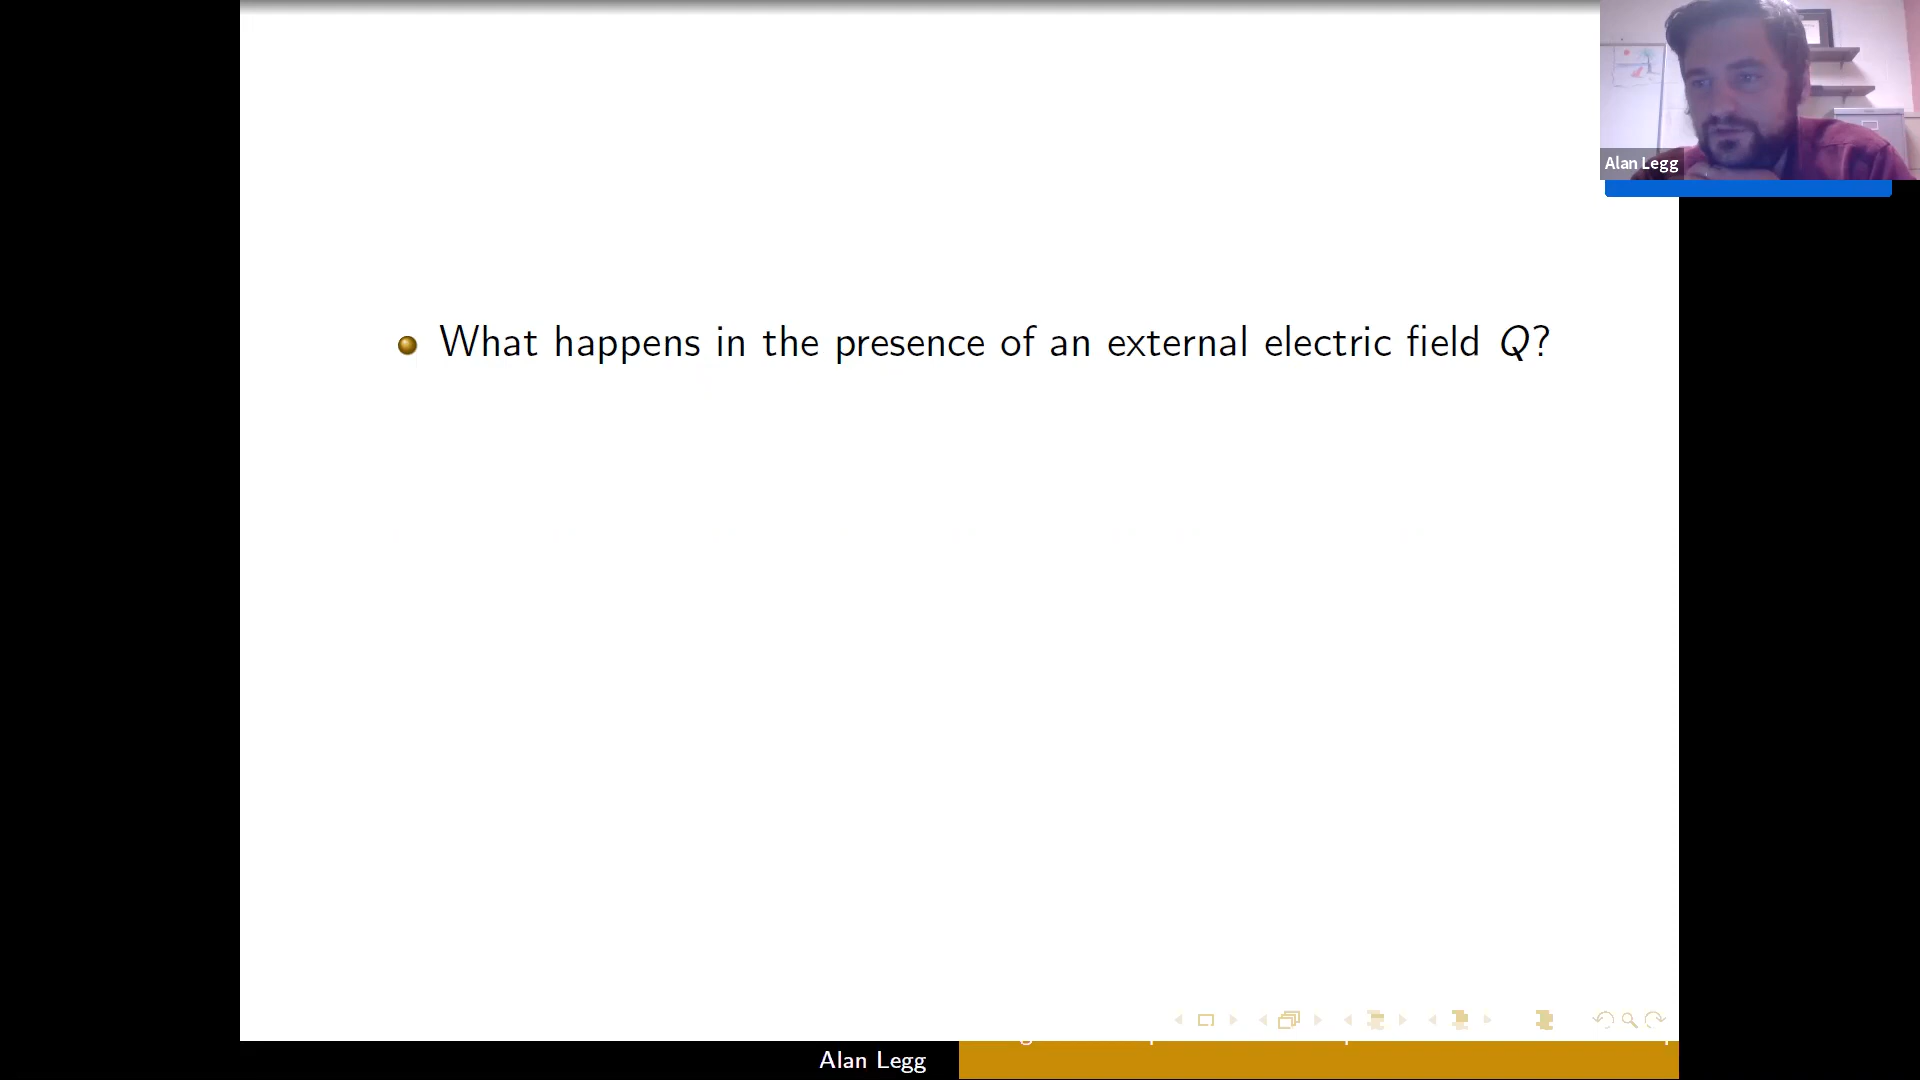 Alan Legg
What happens in the presence of an external electric field Q?
Alan Legg